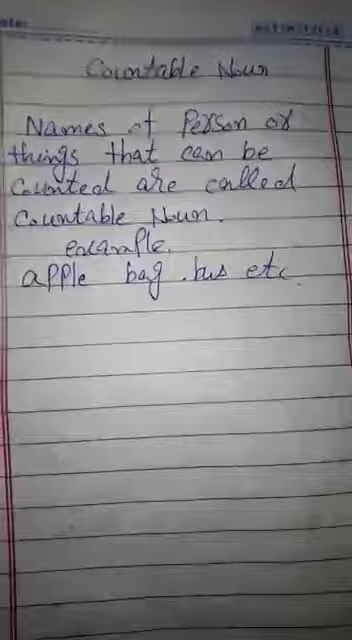 Countable Noun
Names of Person or
things that can be
Counted are called
Countable Noun.
example.
apple bag . bus etc.